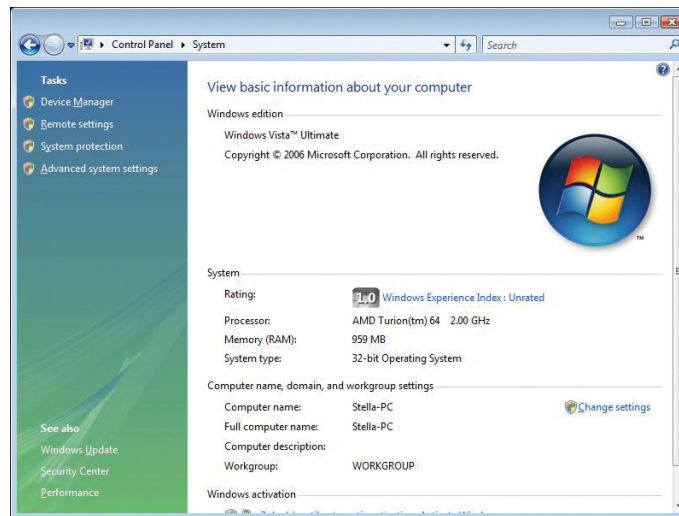 Control Panel System
Search
Tasks
Device Manager
Remote settings
System protection
Advanced system settings
See also
Windows Update
Security Center
Performance
View basic information about your computer
Windows edition
Windows Vista™ Ultimate
Copyright © 2006 Microsoft Corporation. All rights reserved.
TM
System
Rating: 1.0 Windows Experience Index : Unrated
Processor: AMD Turion(tm) 64 2.00 GHz
Memory (RAM): 959 MB
System type: 32-bit Operating System
Computer name, domain, and workgroup settings
Computer name: Stella-PC Change settings
Full computer name: Stella-PC
Computer description:
Workgroup: WORKGROUP
Windows activation